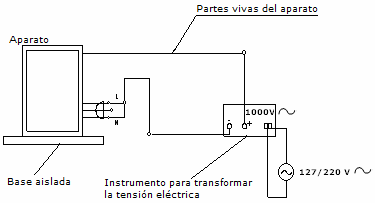 Partes vivas del aparato
Aparato
L
N
1000V
- +
127/220 V
Base aislada
Instrumento para transformar
la tensión eléctrica